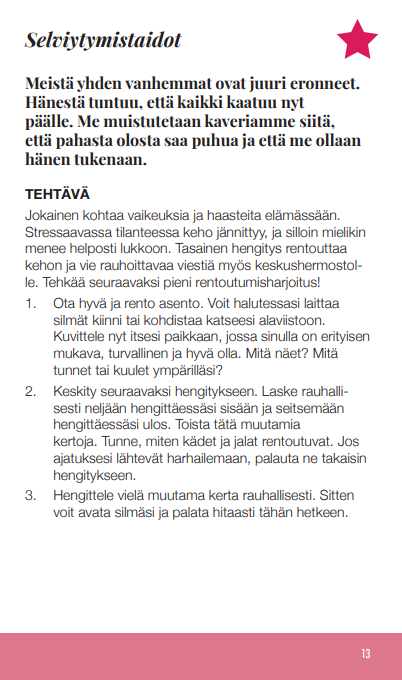 Selviytymistaidot
Meistä yhden vanhemmat ovat juuri eronneet.
Hänestä tuntuu, että kaikki kaatuu nyt
päälle. Me muistutetaan kaveriamme siitä,
että pahasta olosta saa puhua ja että me ollaan
hänen tukenaan.
TEHTÄVÄ
Jokainen kohtaa vaikeuksia ja haasteita elämässään.
Stressaavassa tilanteessa keho jännittyy, ja silloin mielikin
menee helposti lukkoon. Tasainen hengitys rentouttaa
kehon ja vie rauhoittavaa viestiä myös keskushermostol-
le. Tehkää seuraavaksi pieni rentoutumisharjoitus!
1. Ota hyvä ja rento asento. Voit halutessasi laittaa
silmät kiinni tai kohdistaa katseesi alaviistoon.
Kuvittele nyt itsesi paikkaan, jossa sinulla on erityisen
mukava, turvallinen ja hyvä olla. Mitä näet? Mitä
tunnet tai kuulet ympärilläsi?
2. Keskity seuraavaksi hengitykseen. Laske rauhalli-
sesti neljään hengittäessäsi sisään ja seitsemään
hengittäessäsi ulos. Toista tätä muutamia
kertoja. Tunne, miten kädet ja jalat rentoutuvat. Jos
ajatuksesi lähtevät harhailemaan, palauta ne takaisin
hengitykseen.
3. Hengittele vielä muutama kerta rauhallisesti. Sitten
voit avata silmäsi ja palata hitaasti tähän hetkeen.
13